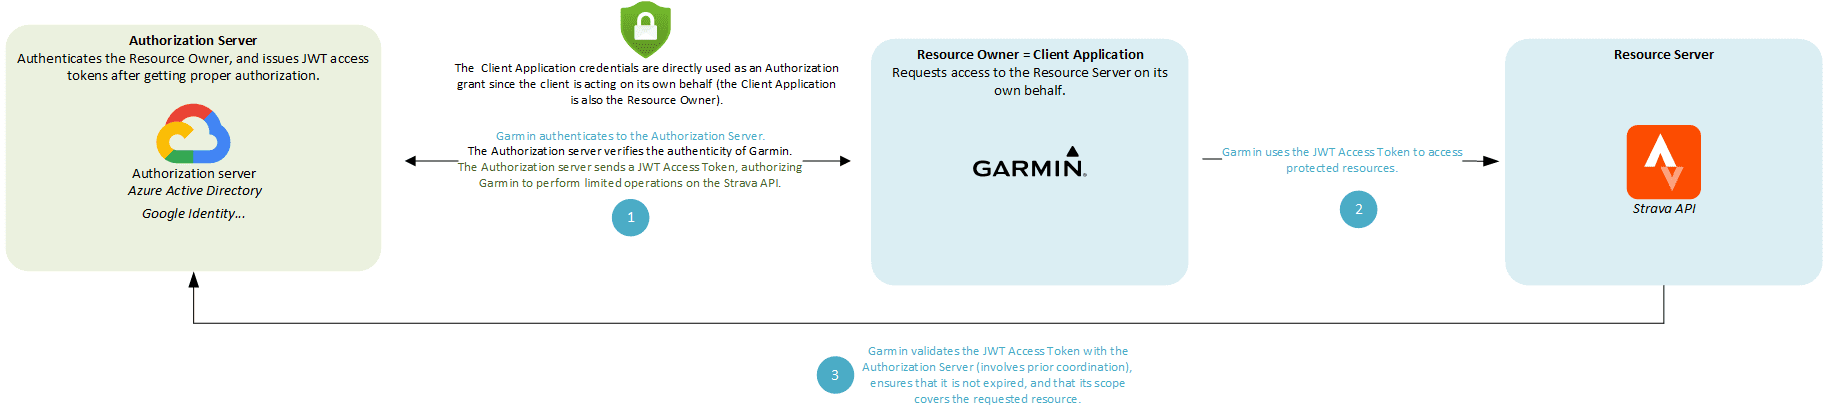 Authorization Server
Authenticates the Resource Owner, and issues JWT access
tokens after getting proper authorization.
Authorization server
Azure Active Directory
Google Identity...
The Client Application credentials are directly used as an Authorization
grant since the client is acting on its own behalf (the Client Application
is also the Resource Owner).
Garmin authenticates to the Authorization Server.
The Authorization server verifies the authenticity of Garmin.
The Authorization server sends a JWT Access Token, authorizing
Garmin to perform limited operations on the Strava API.
1
Resource Owner = Client Application
Requests access to the Resource Server on its
own behalf.
GARMIN
Garmin uses the JWT Access Token to access
protected resources.
2
Resource Server
Strava API
3
Garmin validates the JWT Access Token with the
Authorization Server (involves prior coordination),
ensures that it is not expired, and that its scope
covers the requested resource.